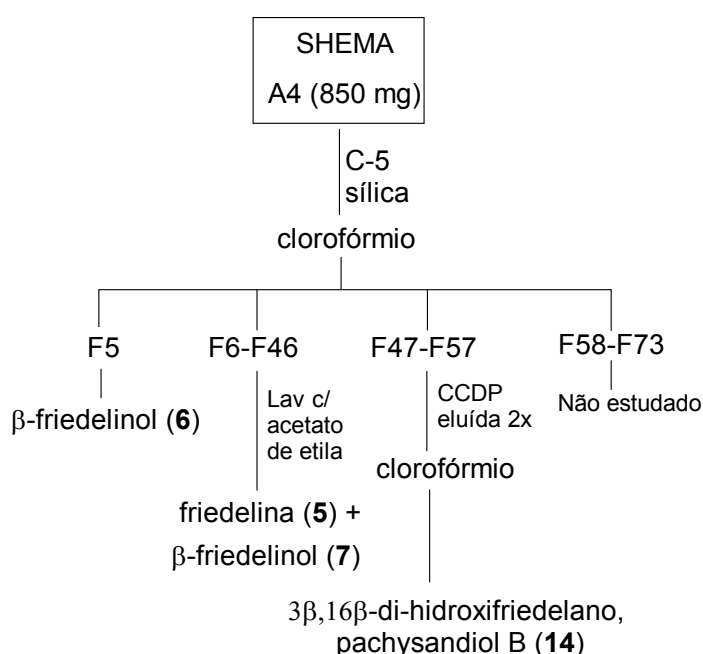 SHEMA
A4 (850 mg)
C-5
sílica
clorofórmio
F5
F6-F46
F47-F57
F58-F73
β-friedelinol (6)
Lav c/
acetato
de etila
CCDP
eluída 2x
Não estudado
clorofórmio
friedelina (5) +
β-friedelinol (7)
3β,16β-di-hidroxifriedelano,
pachysandiol B (14)